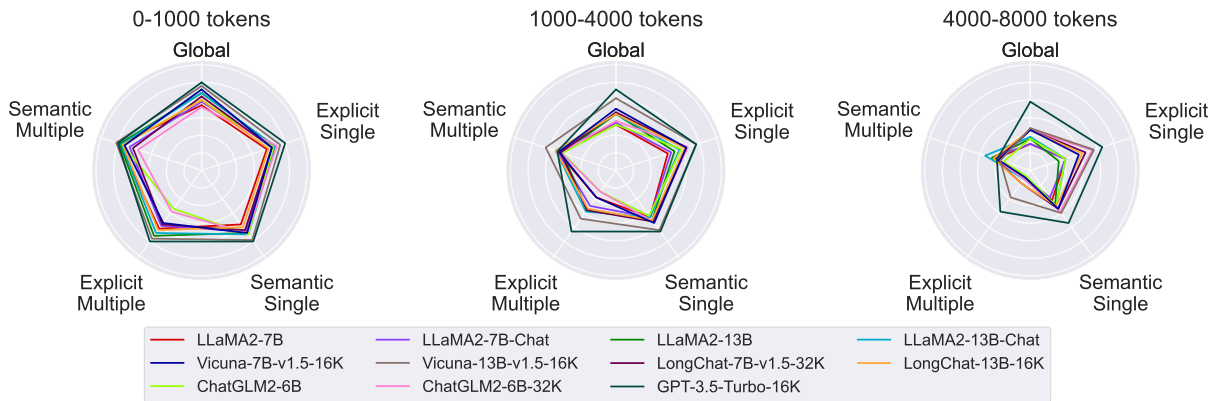 0-1000 tokens
Global
Explicit
Single
Semantic
Single
Explicit
Multiple
Semantic
Multiple
1000-4000 tokens
Global
Explicit
Single
Semantic
Single
Explicit
Multiple
Semantic
Multiple
4000-8000 tokens
Global
Explicit
Single
Semantic
Single
Explicit
Multiple
Semantic
Multiple
LLaMA2-7B
Vicuna-7B-v1.5-16K
ChatGLM2-6B
LLaMA2-7B-Chat
Vicuna-13B-v1.5-16K
ChatGLM2-6B-32K
LLaMA2-13B
LongChat-7B-v1.5-32K
GPT-3.5-Turbo-16K
LLaMA2-13B-Chat
LongChat-13B-16K